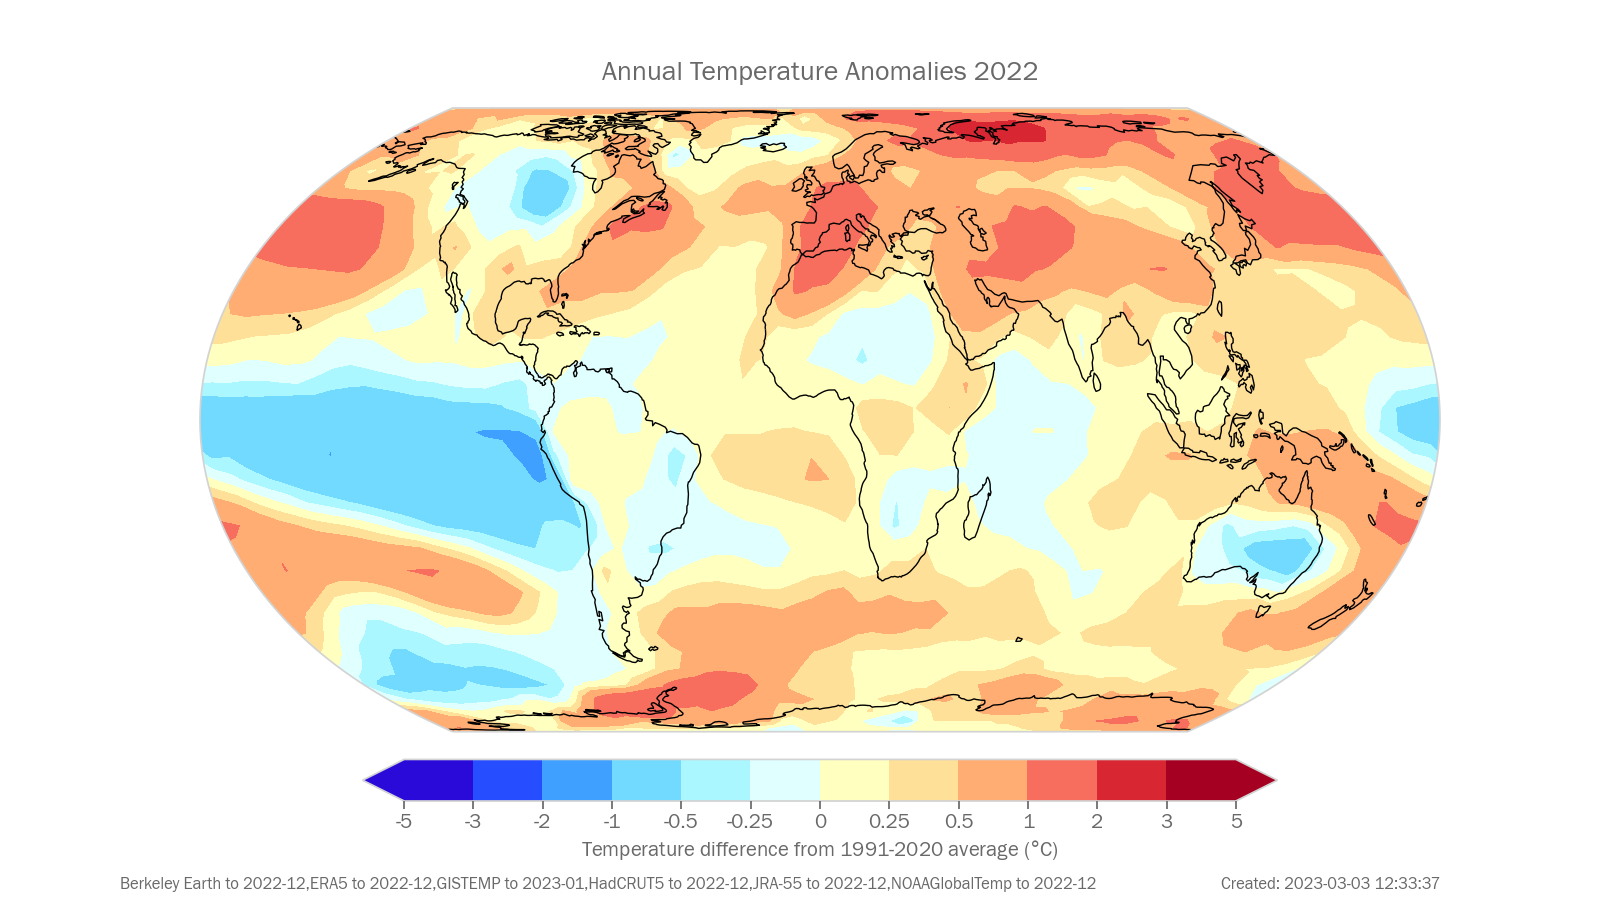 Annual Temperature Anomalies 2022
-5 -3 -2 -1 -0.5 -0.25 0 0.25 0.5 1 2 3 5
Temperature difference from 1991-2020 average (°C)
Berkeley Earth to 2022-12,ERA5 to 2022-12,GISTEMP to 2023-01,HadCRUT5 to 2022-12,JRA-55 to 2022-12,NOAAGlobalTemp to 2022-12 Created: 2023-03-03 12:33:37